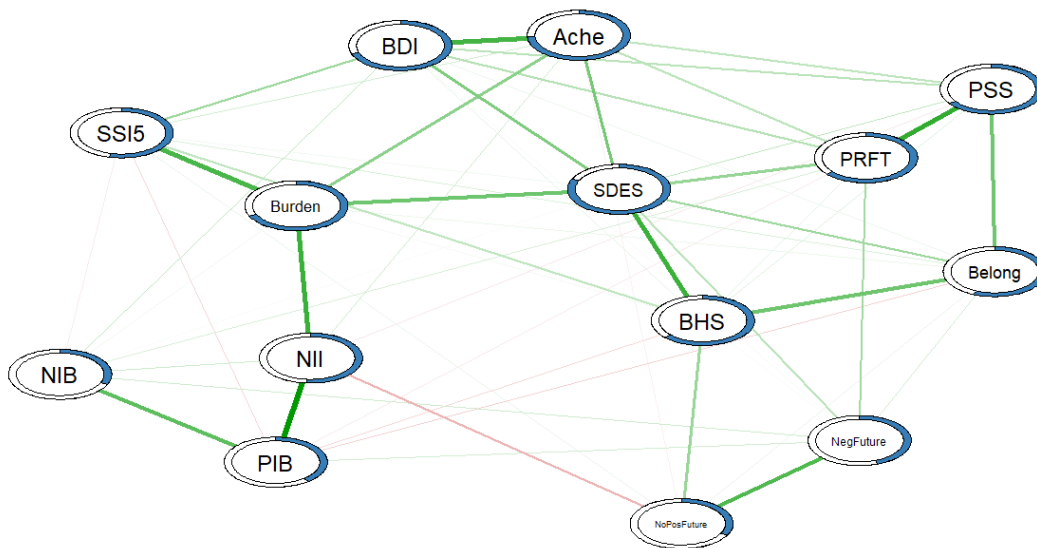 BDI
Ache
PSS
SSI5
PRFT
SDES
Burden
Belong
BHS
NII
NIB
NegFuture
PIB
NoPosFuture